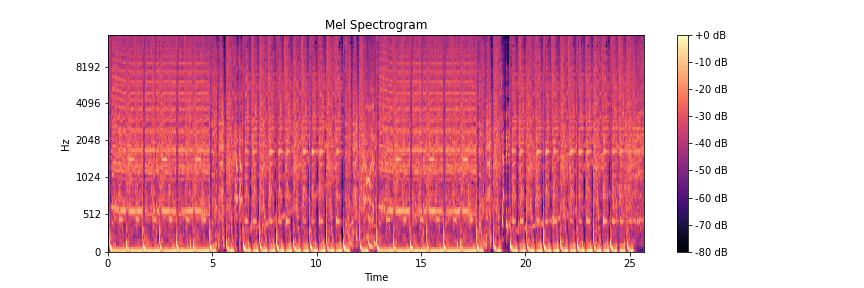 Mel Spectrogram
8192
4096
2048
1024
512
0
Hz
0
5
10
15
20
25
Time
+0 dB
-10 dB
-20 dB
-30 dB
-40 dB
-50 dB
-60 dB
-70 dB
-80 dB